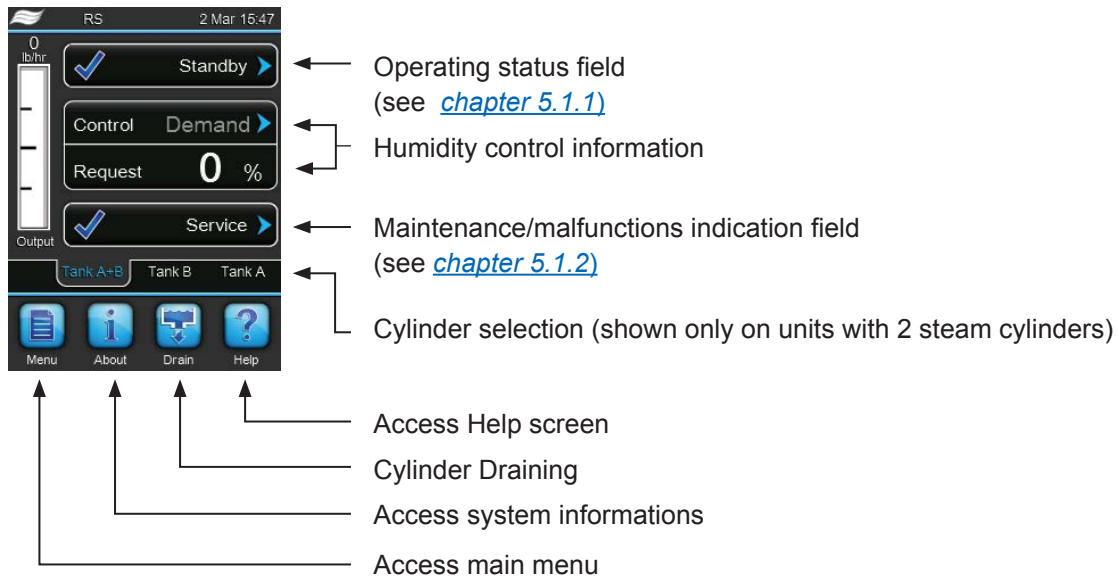 RS 2 Mar 15:47
0
lb/hr
Standby
Control Demand
Request 0 %
Service
Output
Tank A+B Tank B Tank A
Menu About Drain Help
Operating status field
(see chapter 5.1.1)
Humidity control information
Maintenance/malfunctions indication field
(see chapter 5.1.2)
Cylinder selection (shown only on units with 2 steam cylinders)
Access Help screen
Cylinder Draining
Access system informations
Access main menu